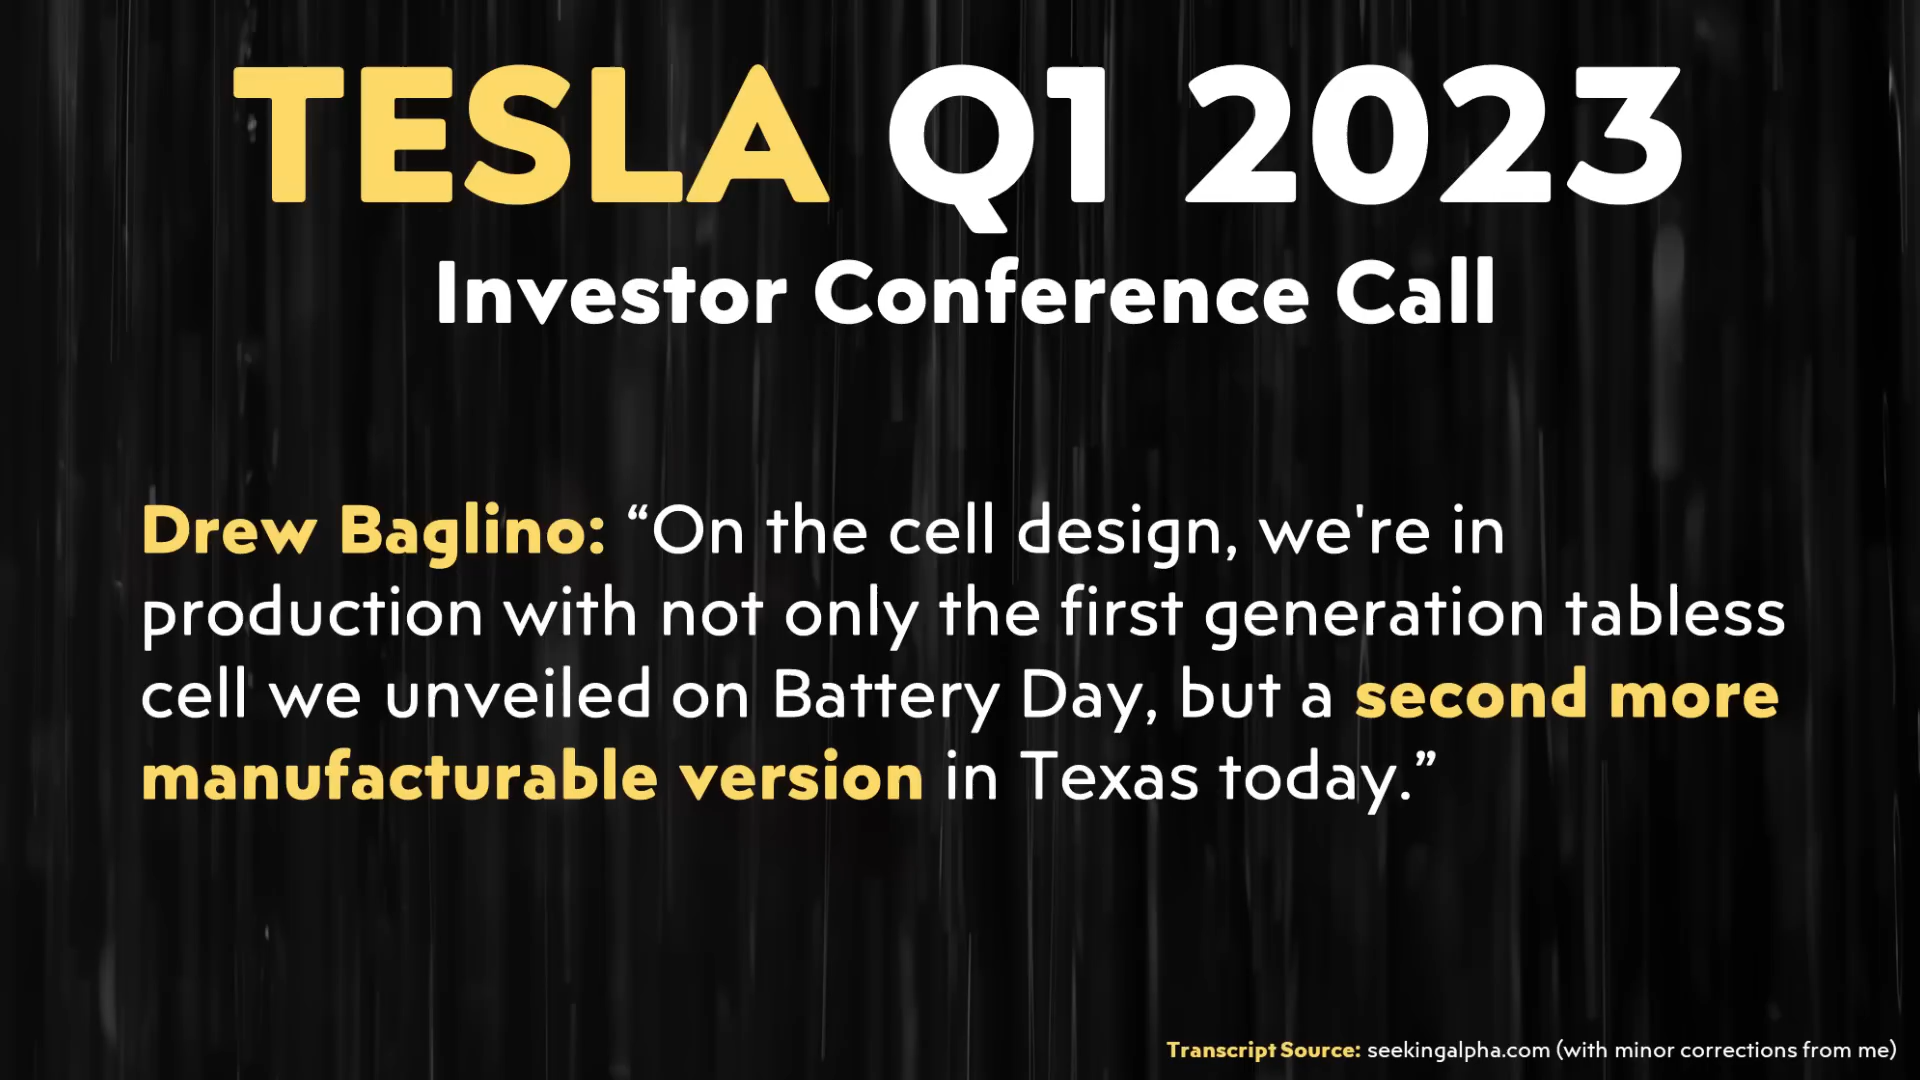 TESLA Q1 2023
Investor Conference Call
Drew Baglino: “On the cell design, we're in
production with not only the first generation tabless
cell we unveiled on Battery Day, but a second more
manufacturable version in Texas today.”
Transcript Source: seekingalpha.com (with minor corrections from me)